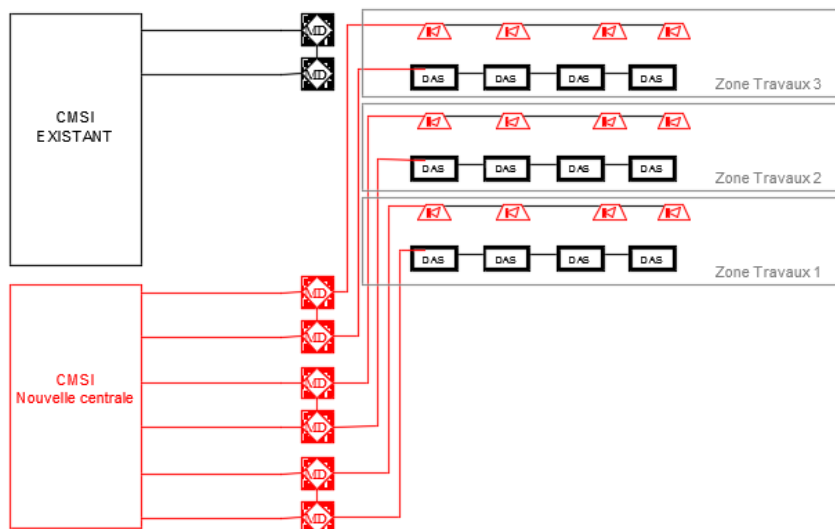 CMSI
EXISTANT
MD
MD
DAS DAS DAS DAS
Zone Travaux 3
DAS DAS DAS DAS
Zone Travaux 2
DAS DAS DAS DAS
Zone Travaux 1
CMSI
Nouvelle centrale
MD
MD
MD
MD
MD
MD